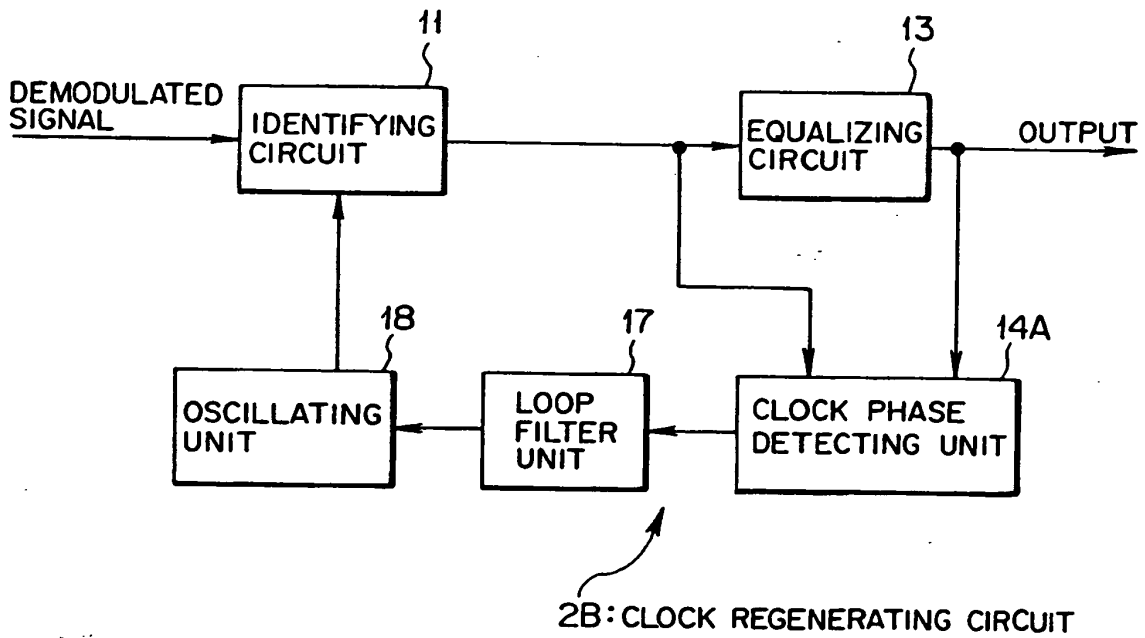 11
13
DEMODULATED
SIGNAL
IDENTIFYING
CIRCUIT
EQUALIZING
CIRCUIT
OUTPUT
18
17
14A
OSCILLATING
UNIT
LOOP
FILTER
UNIT
CLOCK PHASE
DETECTING UNIT
2B: CLOCK REGENERATING CIRCUIT